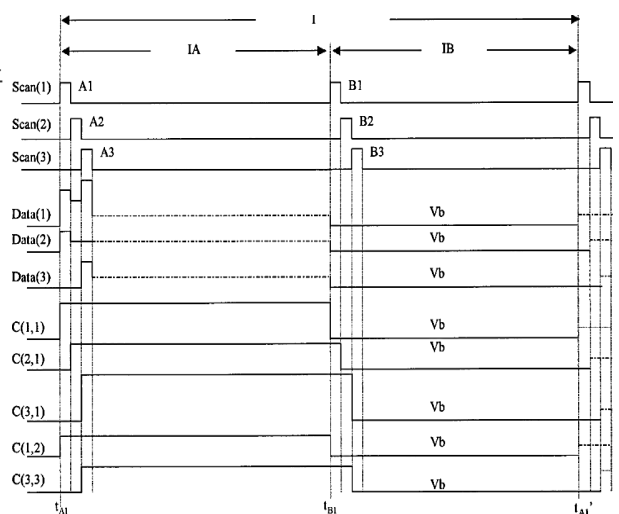 I
IA IB
Scan(1) A1 B1
Scan(2) A2 B2
Scan(3) A3 B3
Data(1) Vb
Data(2) Vb
Data(3) Vb
C(1,1) Vb
C(2,1) Vb
C(3,1) Vb
C(1,2) Vb
C(3,3) Vb
tA1 tB1 tA1'